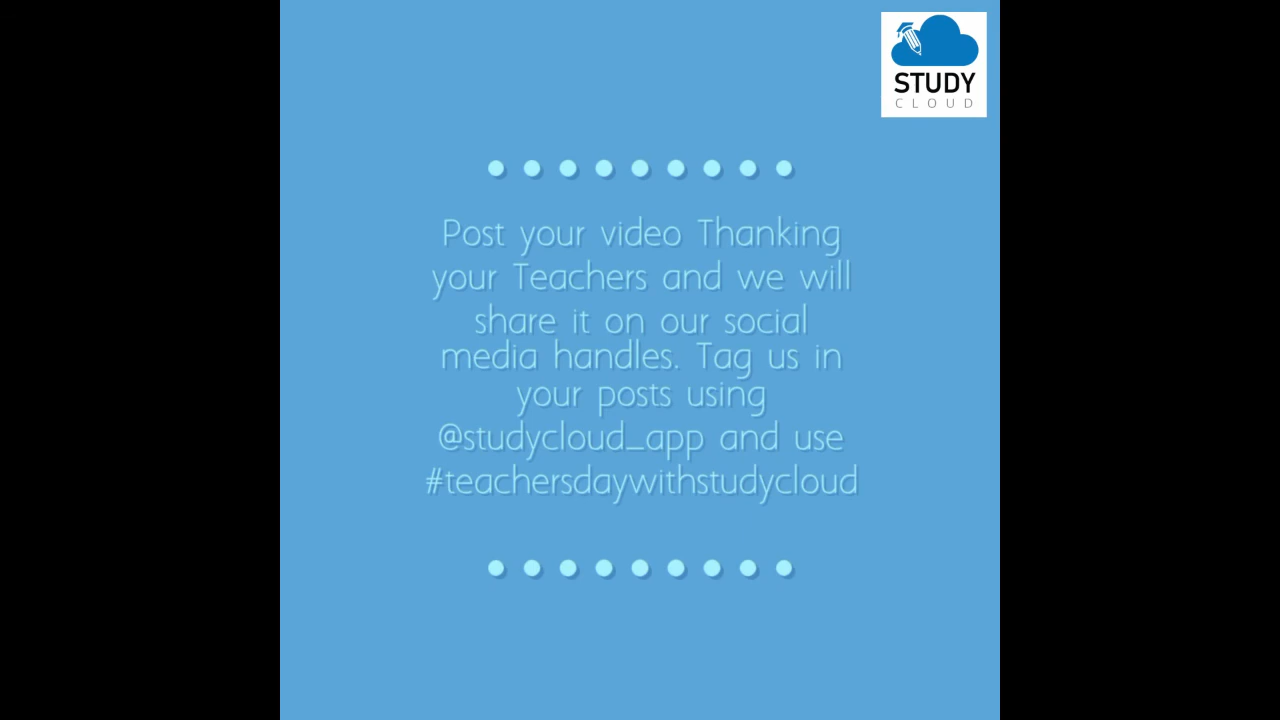 STUDY
CLOUD
Post your video Thanking
your Teachers and we will
share it on our social
media handles. Tag us in
your posts using
@studycloud_app and use
#teachersdaywithstudycloud